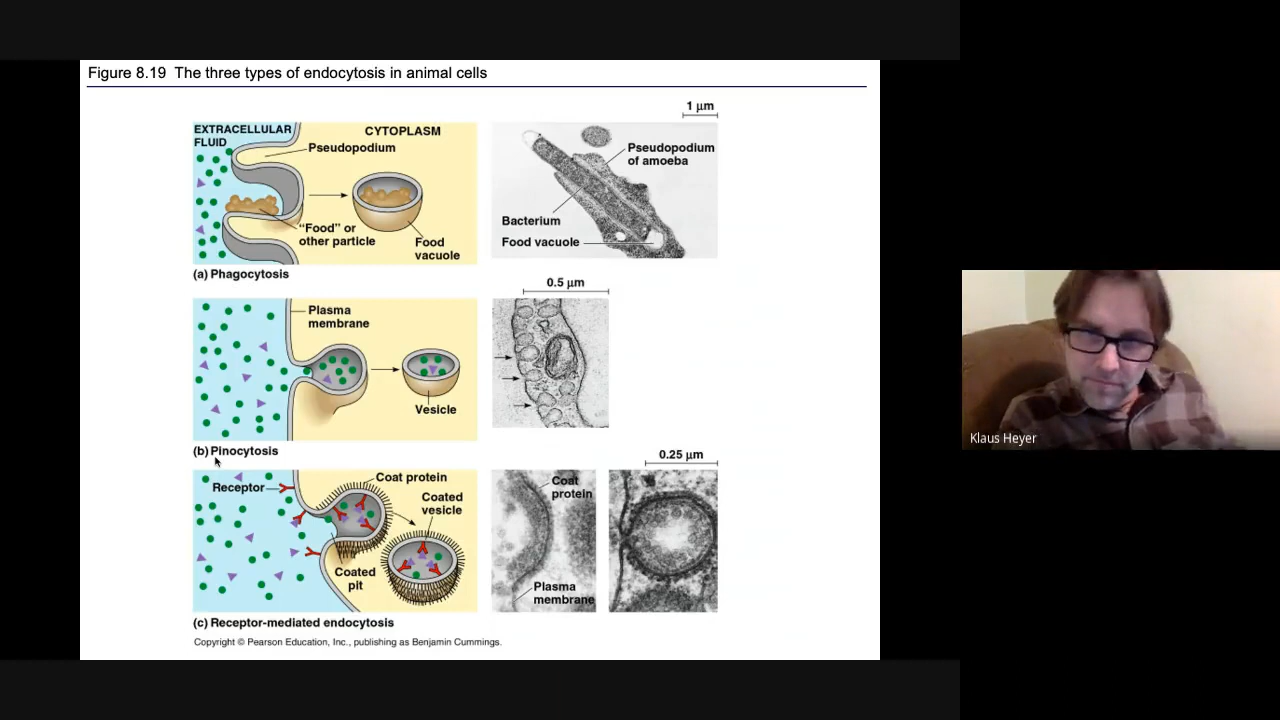 Figure 8.19 The three types of endocytosis in animal cells
1 μm
EXTRACELLULAR
FLUID
CYTOPLASM
Pseudopodium
"Food" or
other particle
Food
vacuole
Pseudopodium
of amoeba
Bacterium
Food vacuole
(a) Phagocytosis
0.5 μm
Plasma
membrane
Vesicle
(b) Pinocytosis
0.25 μm
Receptor
Coat protein
Coated
vesicle
Coated
pit
Coat
protein
Plasma
membrane
(c) Receptor-mediated endocytosis
Copyright © Pearson Education, Inc., publishing as Benjamin Cummings.
Klaus Heyer